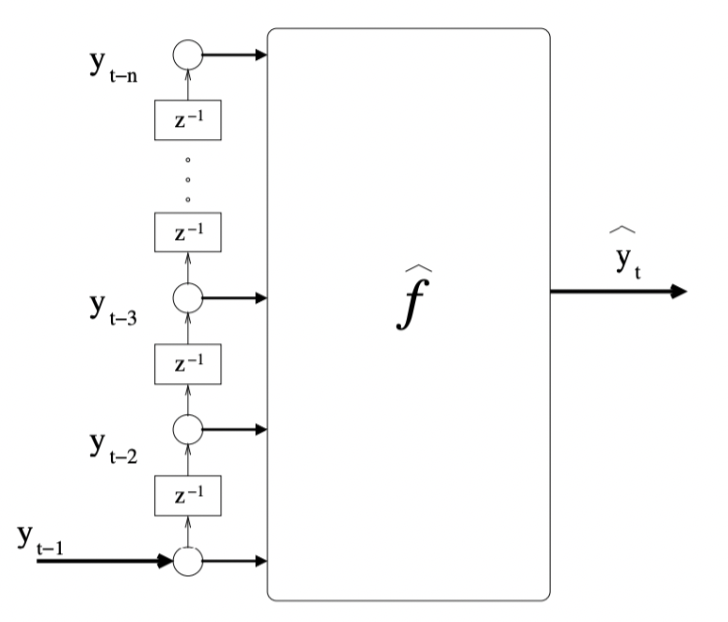 y t−n
z⁻¹
z⁻¹
ŷ t
f̂
y t−3
z⁻¹
y t−2
z⁻¹
y t−1